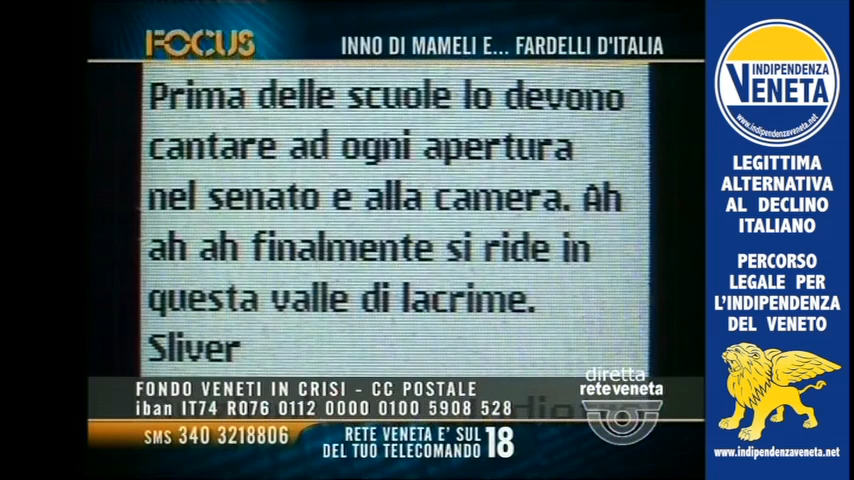 FOCUS
INNO DI MAMELI E... FARDELLI D'ITALIA
Prima delle scuole lo devono
cantare ad ogni apertura
nel senato e alla camera. Ah
ah ah finalmente si ride in
questa valle di lacrime.
Sliver
FONDO VENETI IN CRISI - CC POSTALE
iban IT74 R076 0112 0000 0100 5908 528
diretta
reteveneta
SMS 340 3218806
RETE VENETA E' SUL
DEL TUO TELECOMANDO 18
INDIPENDENZA
VENETA
www.indipendenzaveneta.net
LEGITTIMA
ALTERNATIVA
AL DECLINO
ITALIANO
PERCORSO
LEGALE PER
L'INDIPENDENZA
DEL VENETO
www.indipendenzaveneta.net